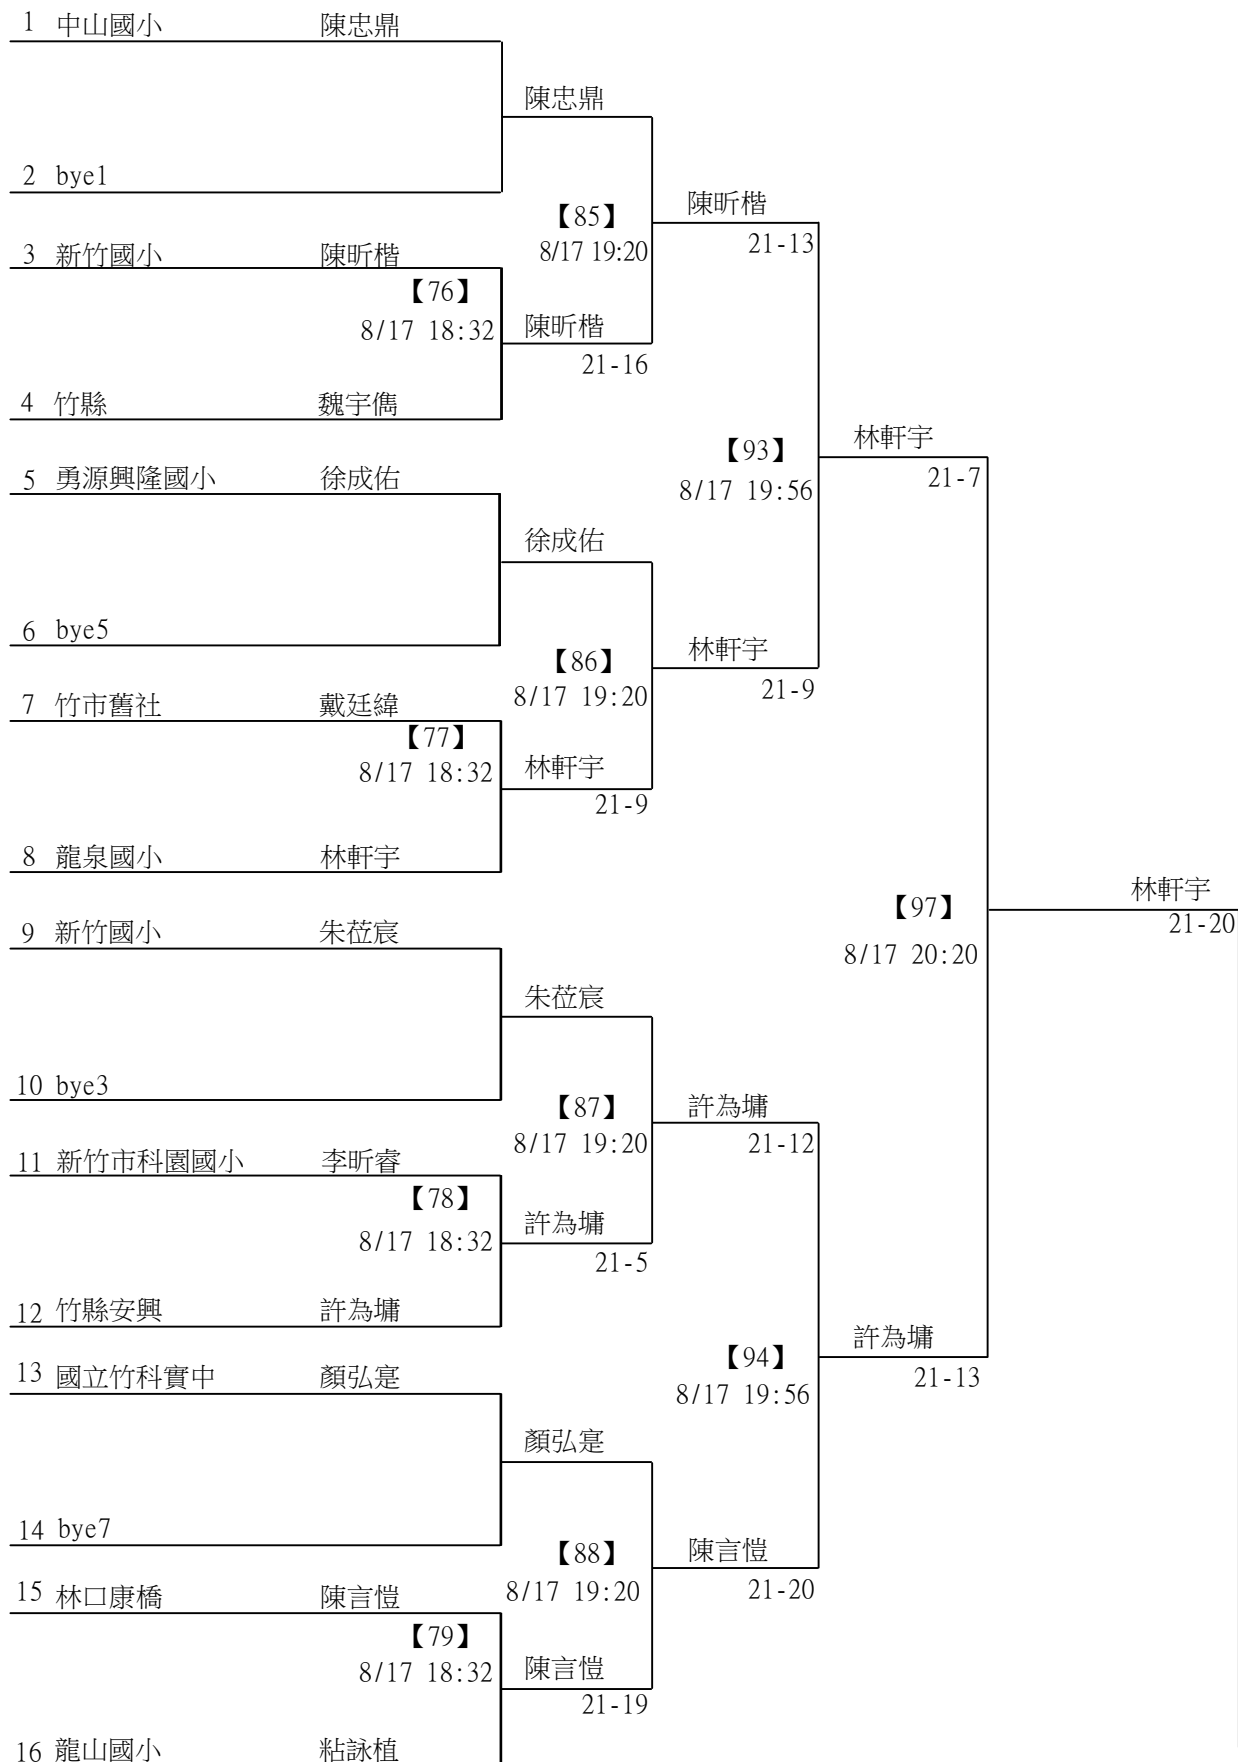 1 中山國小 陳忠鼎
陳忠鼎
2 bye1
【85】 陳昕楷
3 新竹國小 陳昕楷 8/17 19:20 21-13
【76】
8/17 18:32 陳昕楷
21-16
4 竹縣 魏宇儁
【93】 林軒宇
5 勇源興隆國小 徐成佑 8/17 19:56 21-7
徐成佑
6 bye5
【86】 林軒宇
7 竹市舊社 戴廷緯 8/17 19:20 21-9
【77】
8/17 18:32 林軒宇
21-9
8 龍泉國小 林軒宇
【97】 林軒宇
9 新竹國小 朱莅宸 21-20
8/17 20:20
朱莅宸
10 bye3
【87】 許為墉
8/17 19:20 21-12
11 新竹市科園國小 李昕睿
【78】
8/17 18:32 許為墉
21-5
12 竹縣安興 許為墉
【94】 許為墉
13 國立竹科實中 顏弘寔 8/17 19:56 21-13
顏弘寔
14 bye7
【88】 陳言愷
15 林口康橋 陳言愷 8/17 19:20 21-20
【79】
8/17 18:32 陳言愷
21-19
16 龍山國小 粘詠植